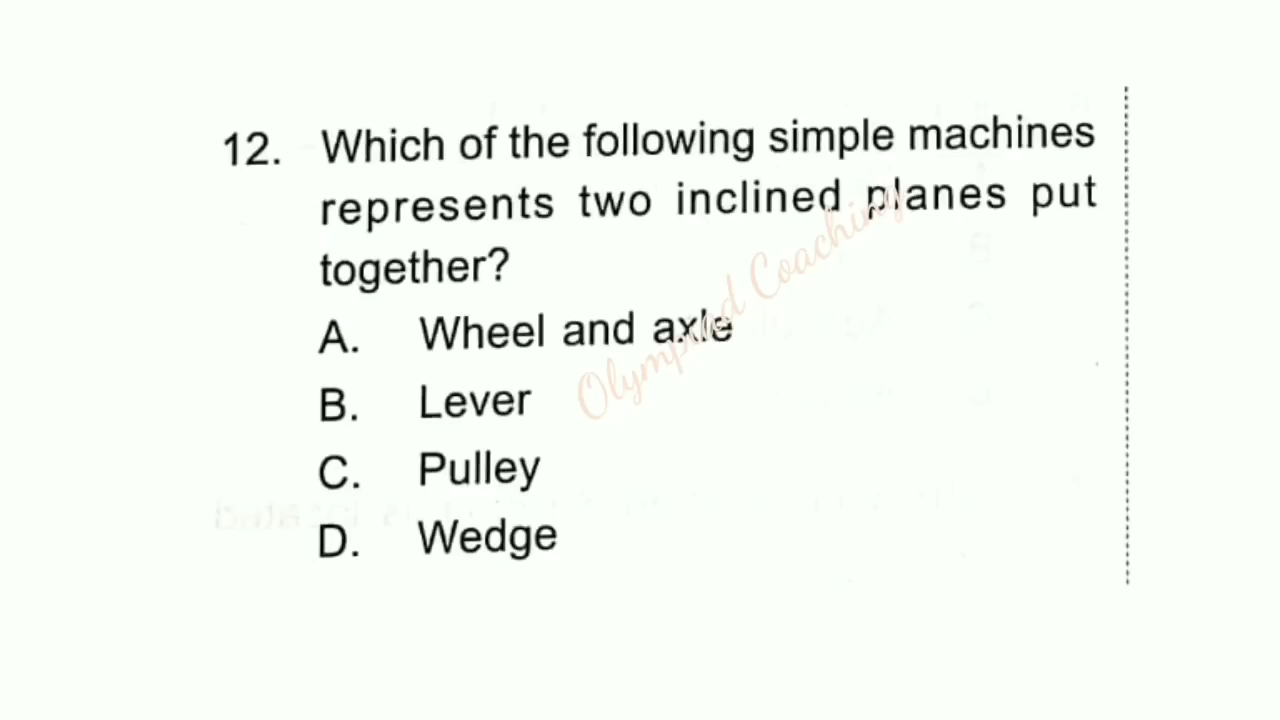 12. Which of the following simple machines
represents two inclined planes put
together?
A. Wheel and axle
B. Lever
C. Pulley
D. Wedge
Olympiad Coaching